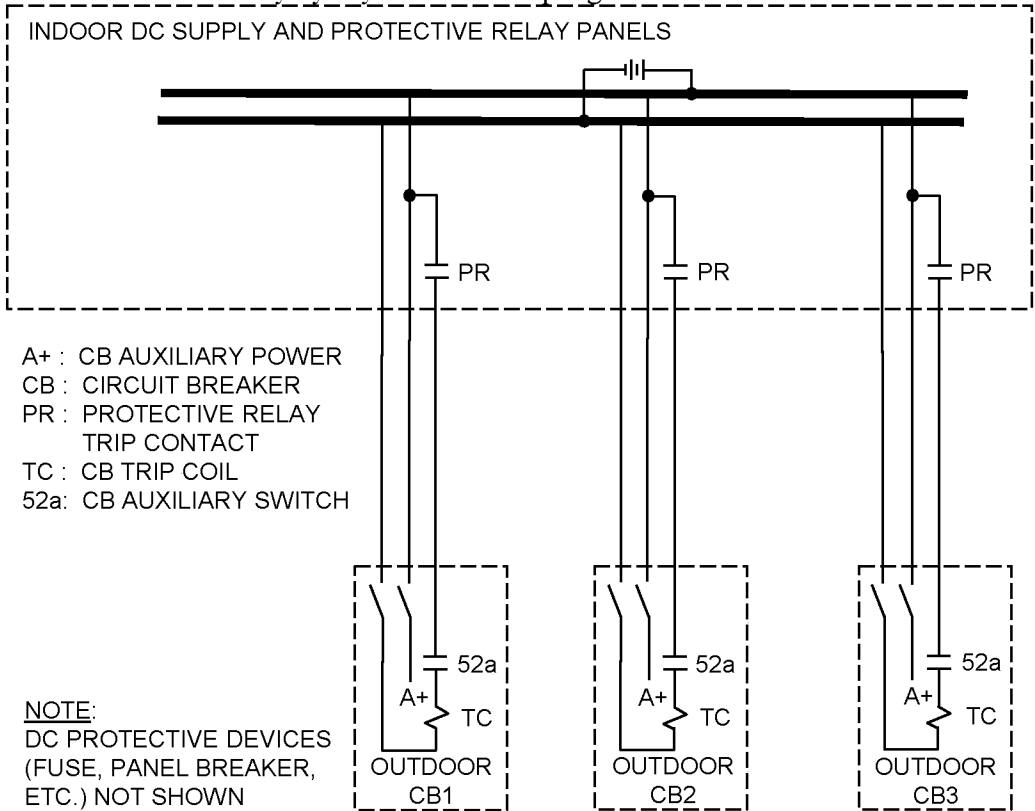 INDOOR DC SUPPLY AND PROTECTIVE RELAY PANELS
PR
PR
PR
A+ : CB AUXILIARY POWER
CB : CIRCUIT BREAKER
PR : PROTECTIVE RELAY
TRIP CONTACT
TC : CB TRIP COIL
52a: CB AUXILIARY SWITCH
52a
A+
TC
OUTDOOR
CB1
52a
A+
TC
OUTDOOR
CB2
52a
A+
TC
OUTDOOR
CB3
NOTE:
DC PROTECTIVE DEVICES
(FUSE, PANEL BREAKER,
ETC.) NOT SHOWN